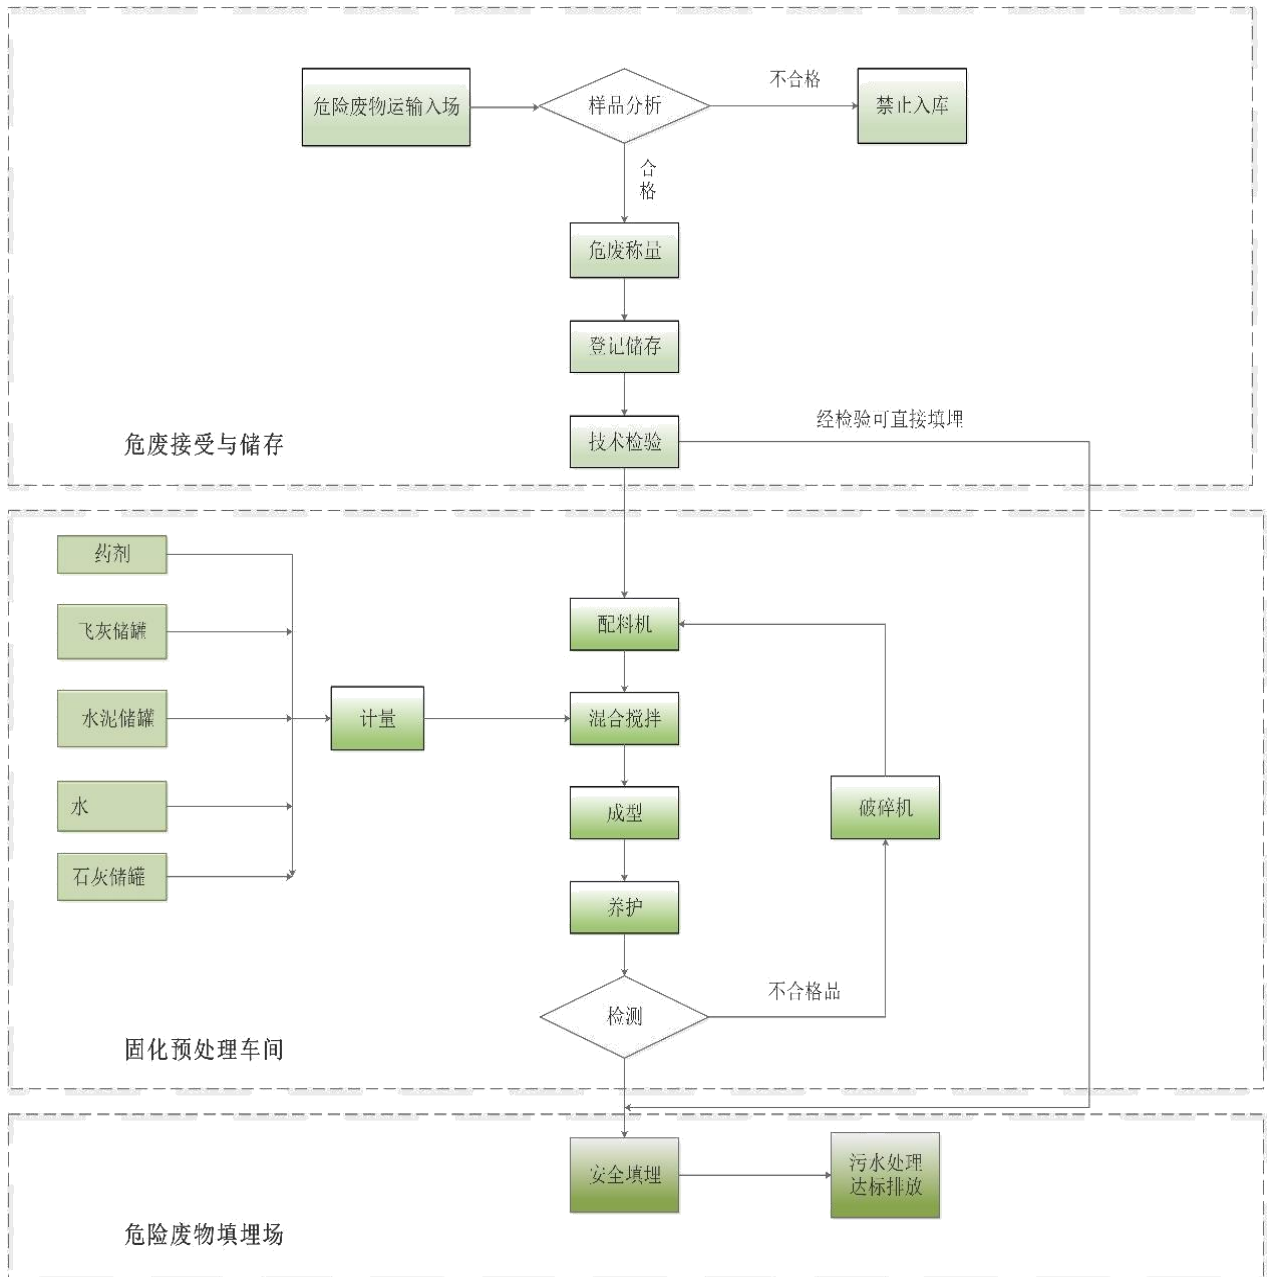 危险废物运输入场
样品分析
不合格
禁止入库
合
格
危废称量
登记储存
技术检验
经检验可直接填埋
危废接受与储存
药剂
飞灰储罐
水泥储罐
水
石灰储罐
计量
配料机
混合搅拌
成型
养护
检测
不合格品
破碎机
固化预处理车间
安全填埋
污水处理
达标排放
危险废物填埋场